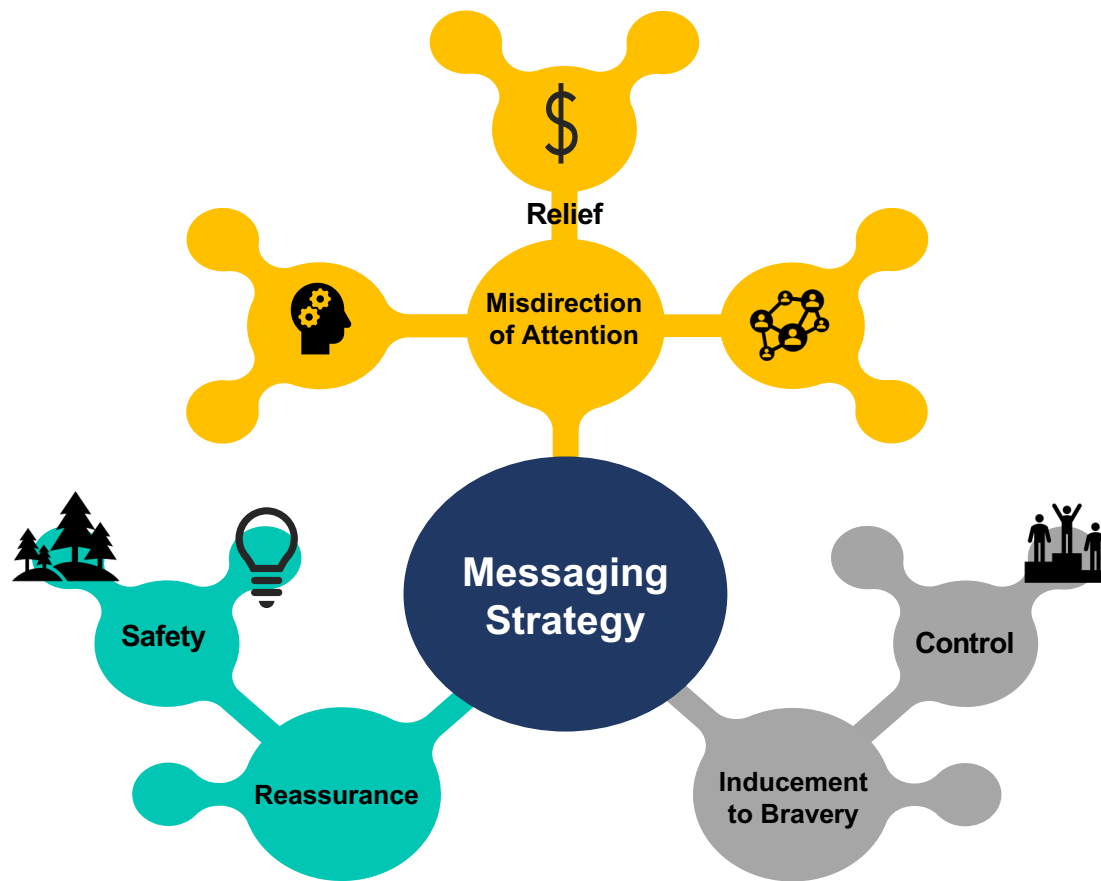 $
Relief
Misdirection
of Attention
Messaging
Strategy
Safety
Control
Reassurance
Inducement
to Bravery